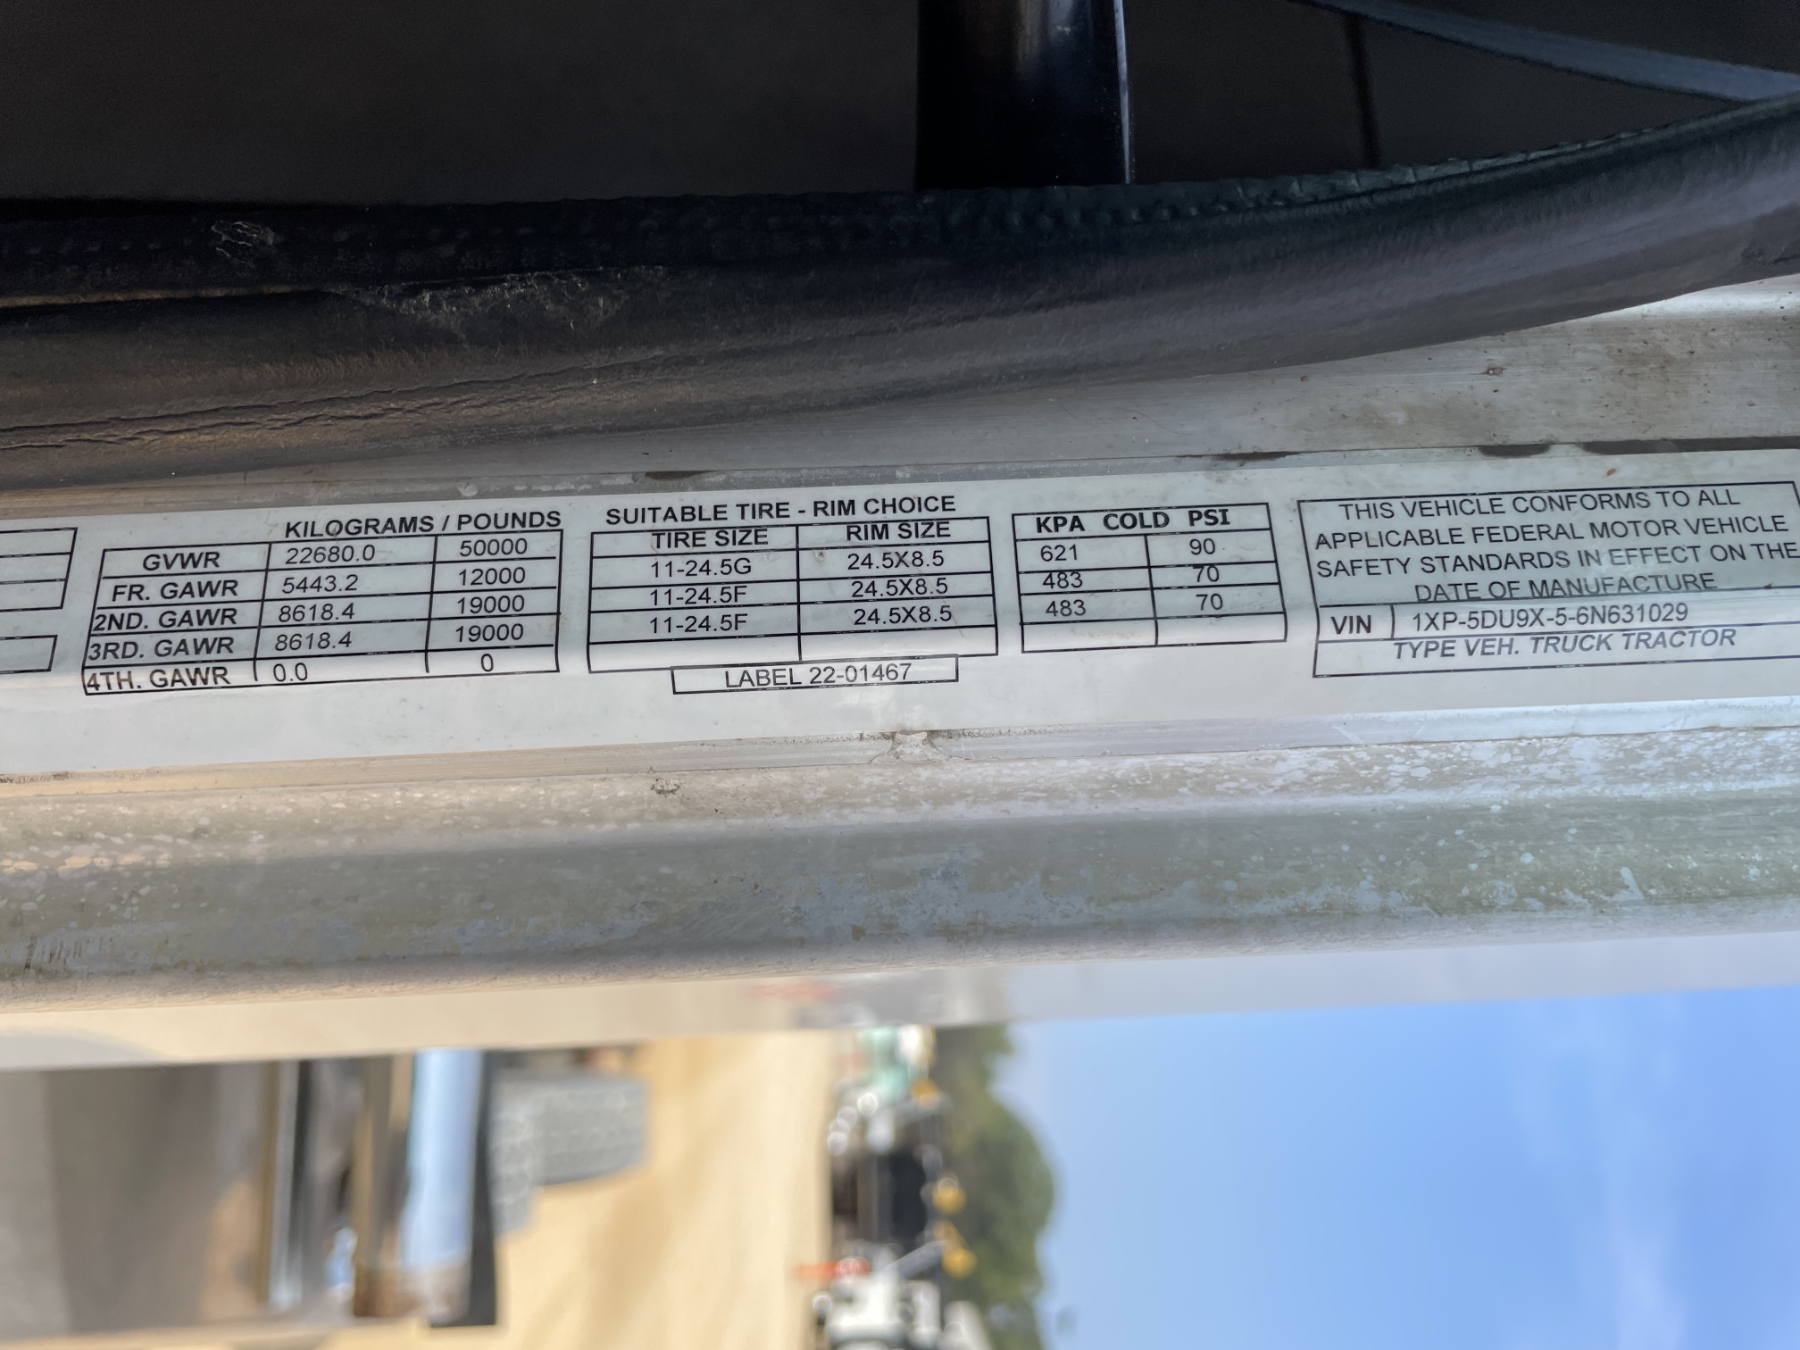 KILOGRAMS / POUNDS
GVWR 22680.0 50000
FR. GAWR 5443.2 12000
2ND. GAWR 8618.4 19000
3RD. GAWR 8618.4 19000
4TH. GAWR 0.0 0
SUITABLE TIRE - RIM CHOICE
TIRE SIZE RIM SIZE
11-24.5G 24.5X8.5
11-24.5F 24.5X8.5
11-24.5F 24.5X8.5
LABEL 22-01467
KPA COLD PSI
621 90
483 70
483 70
THIS VEHICLE CONFORMS TO ALL
APPLICABLE FEDERAL MOTOR VEHICLE
SAFETY STANDARDS IN EFFECT ON THE
DATE OF MANUFACTURE
VIN 1XP-5DU9X-5-6N631029
TYPE VEH. TRUCK TRACTOR